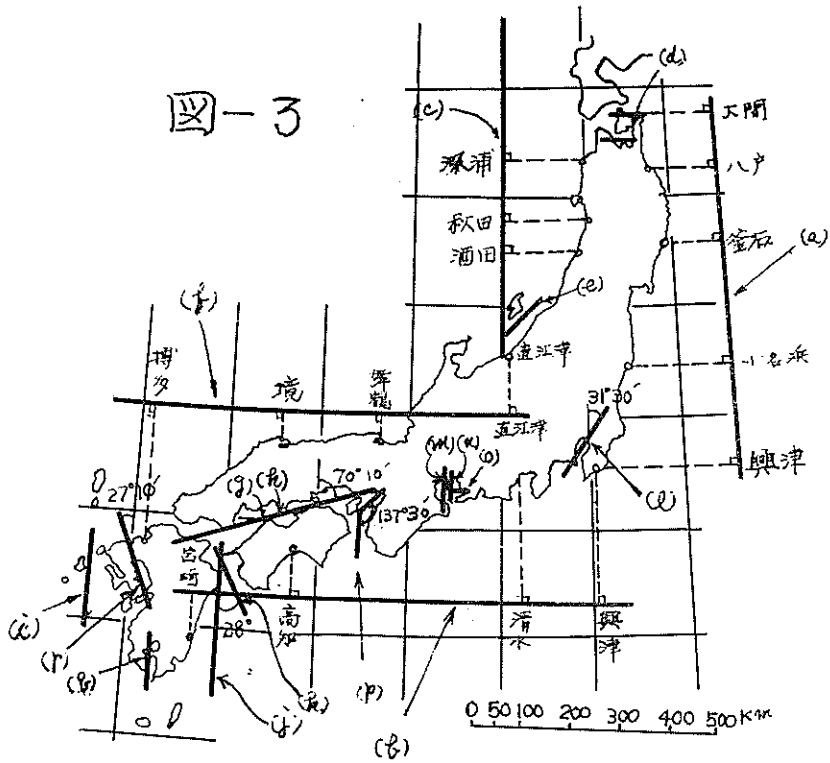 図-3
(d)
(c)
大間
深浦
八戸
秋田
釜石
(a)
酒田
(e)
(f)
直江津
博多
境
舞鶴
小名浜
31°30′
直江津
(m)(n)
(o)
興津
27°10′
(g)(h)
70°10′
137°30′
(l)
宮崎
高知
清水
興津
(i)
(r)
28°
(k)
(j)
(p)
(b)
0 50 100 200 300 400 500Km